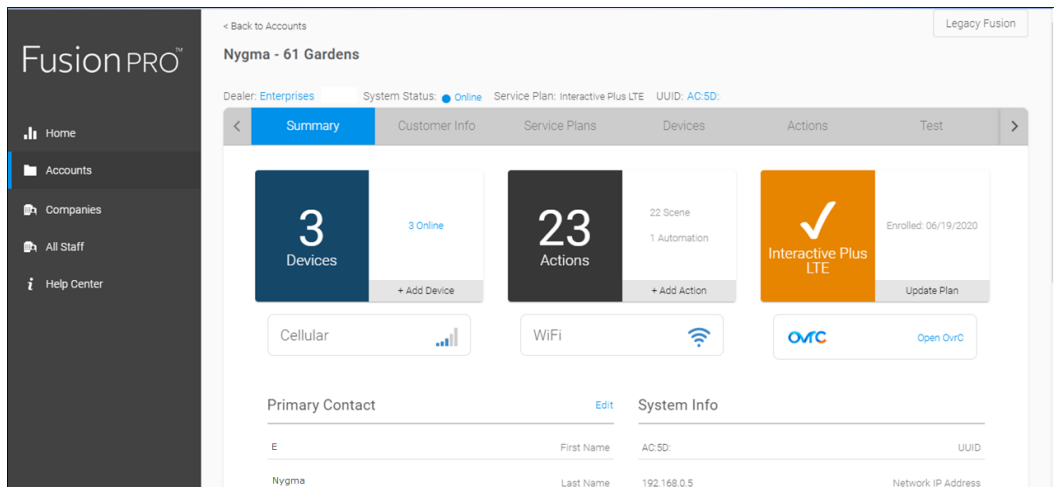 Fusion PRO™
Home
Accounts
Companies
All Staff
Help Center
< Back to Accounts
Legacy Fusion
Nygma - 61 Gardens
Dealer: Enterprises System Status: Online Service Plan: Interactive Plus LTE UUID: AC:5D:
< Summary Customer Info Service Plans Devices Actions Test >
3
Devices
3 Online
+ Add Device
23
Actions
22 Scene
1 Automation
+ Add Action
Interactive Plus
LTE
Enrolled: 06/19/2020
Update Plan
Cellular
WiFi
OvrC
Open OvrC
Primary Contact Edit
E First Name
Nygma Last Name
System Info
AC:5D: UUID
192.168.0.5 Network IP Address